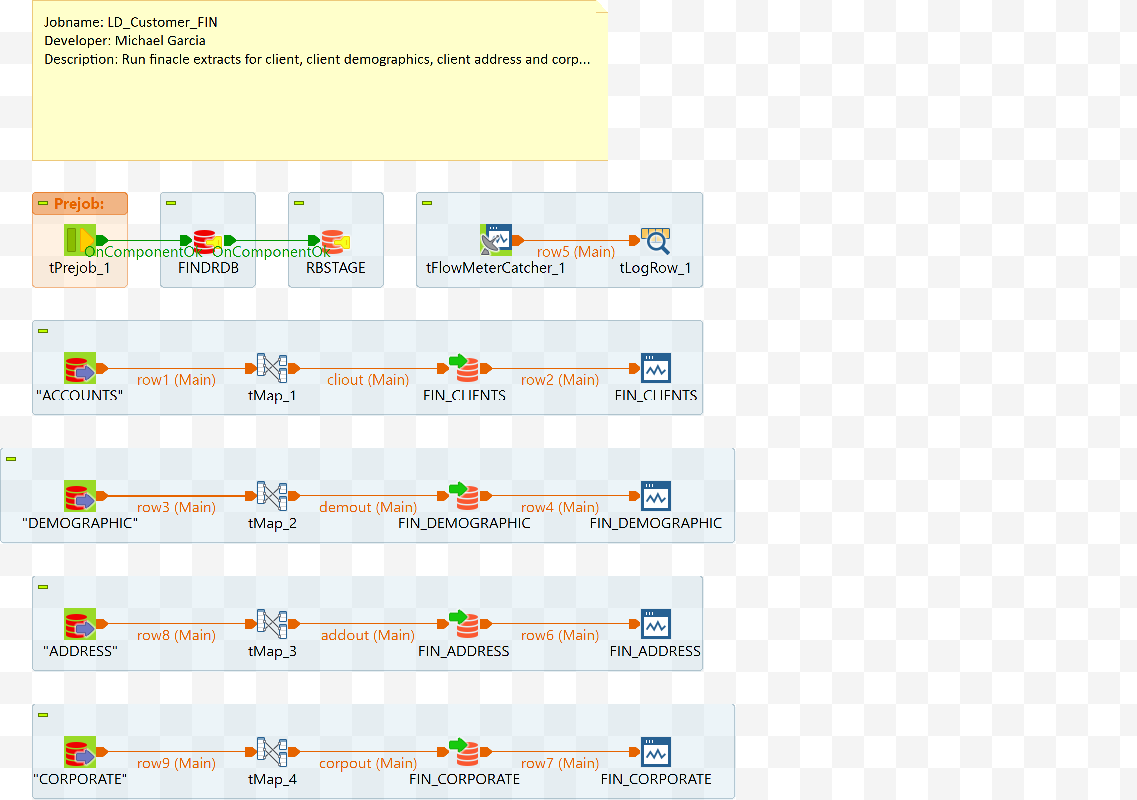 Jobname: LD_Customer_FIN
Developer: Michael Garcia
Description: Run finacle extracts for client, client demographics, client address and corp...
Prejob:
OnComponentOk OnComponentOk row5 (Main)
tPrejob_1 FINDRDB RBSTAGE tFlowMeterCatcher_1 tLogRow_1
row1 (Main) cliout (Main) row2 (Main)
"ACCOUNTS" tMap_1 FIN_CLIENTS FIN_CLIENTS
row3 (Main) demout (Main) row4 (Main)
"DEMOGRAPHIC" tMap_2 FIN_DEMOGRAPHIC FIN_DEMOGRAPHIC
row8 (Main) addout (Main) row6 (Main)
"ADDRESS" tMap_3 FIN_ADDRESS FIN_ADDRESS
row9 (Main) corpout (Main) row7 (Main)
"CORPORATE" tMap_4 FIN_CORPORATE FIN_CORPORATE